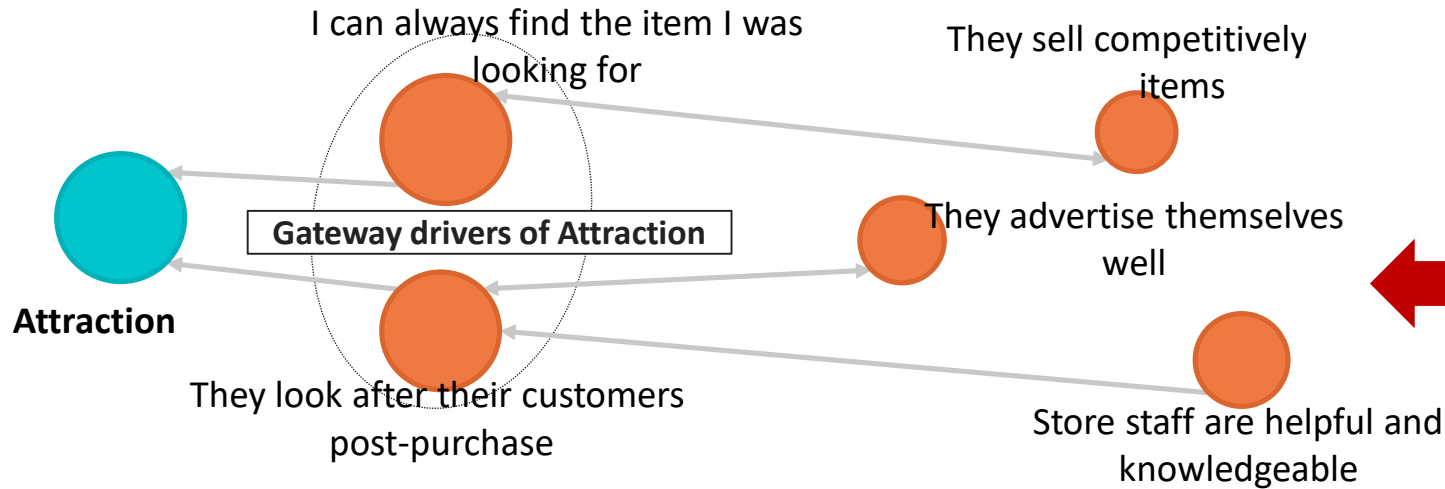 I can always find the item I was
looking for
They sell competitively
items
Gateway drivers of Attraction
They advertise themselves
well
Attraction
They look after their customers
post-purchase
Store staff are helpful and
knowledgeable